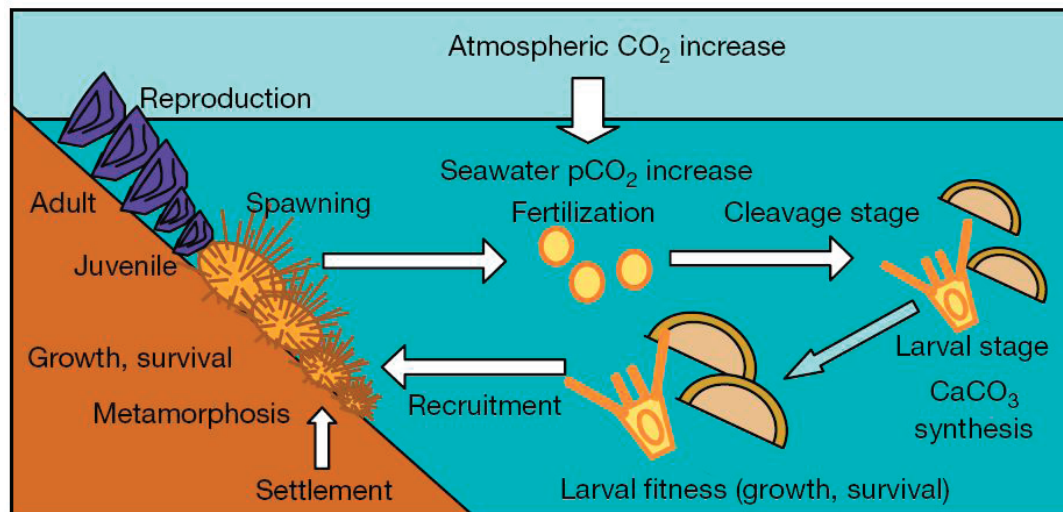 Atmospheric CO₂ increase
Reproduction
Seawater pCO₂ increase
Adult
Spawning
Fertilization
Cleavage stage
Juvenile
Growth, survival
Larval stage
Metamorphosis
Recruitment
CaCO₃
synthesis
Settlement
Larval fitness (growth, survival)